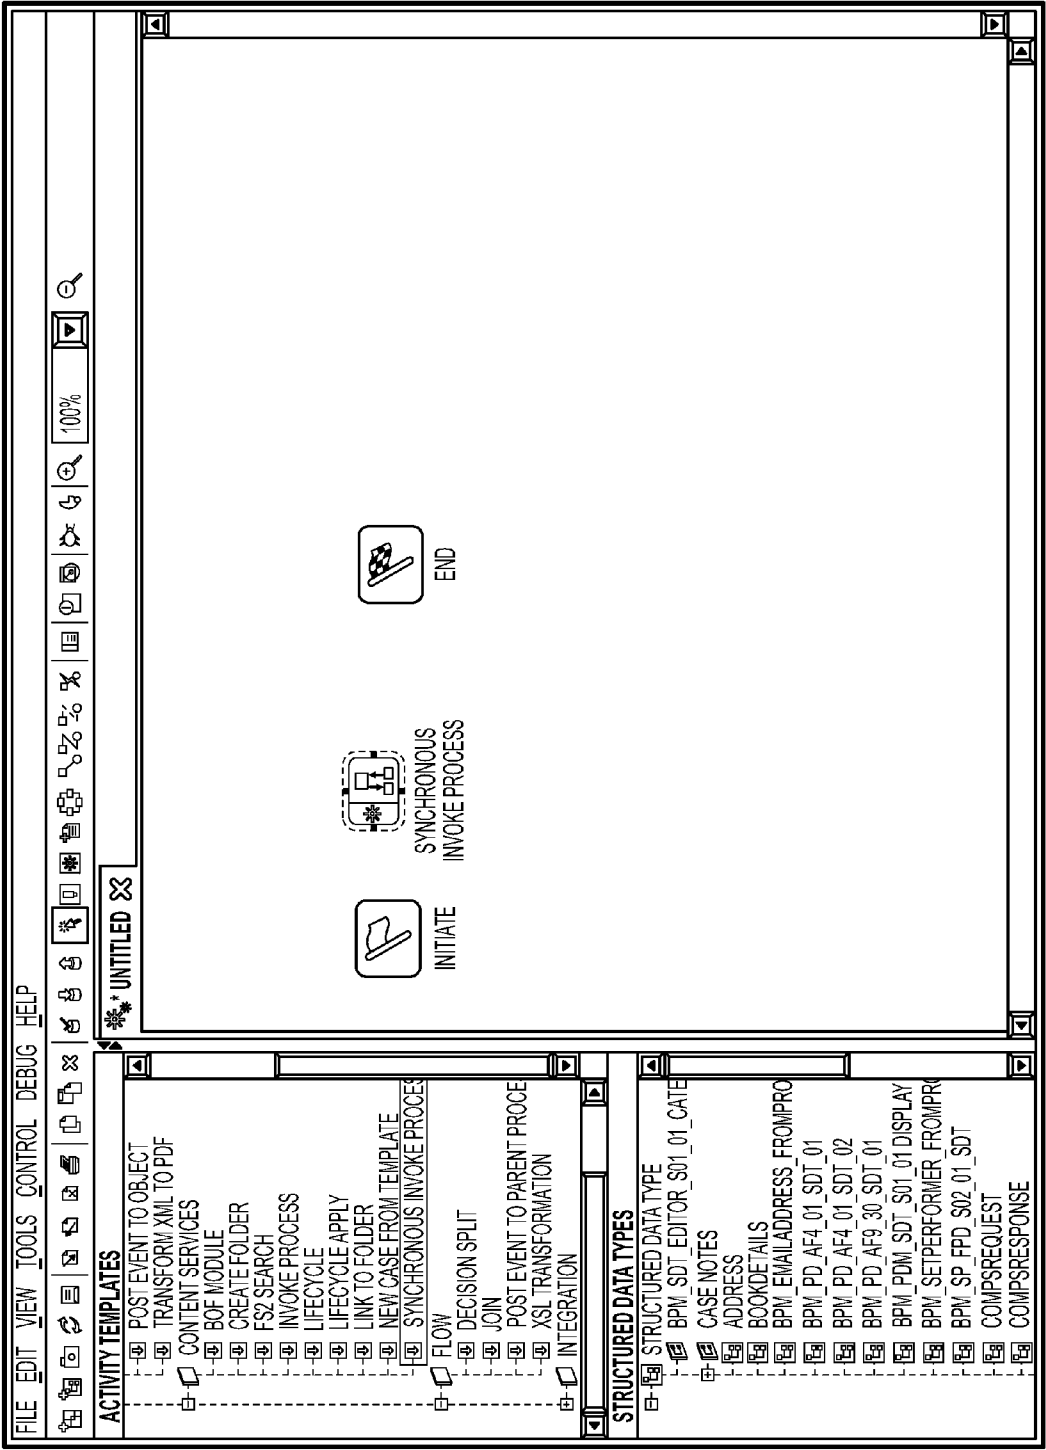 FILE EDIT VIEW TOOLS CONTROL DEBUG HELP
100%
ACTIVITY TEMPLATES
POST EVENT TO OBJECT
TRANSFORM XML TO PDF
CONTENT SERVICES
BOF MODULE
CREATE FOLDER
FS2 SEARCH
INVOKE PROCESS
LIFECYCLE
LIFECYCLE APPLY
LINK TO FOLDER
NEW CASE FROM TEMPLATE
SYNCHRONOUS INVOKE PROCES
FLOW
DECISION SPLIT
JOIN
POST EVENT TO PARENT PROCE
XSL TRANSFORMATION
INTEGRATION
STRUCTURED DATA TYPES
STRUCTURED DATA TYPE
BPM_SDT_EDITOR_S01_01_CATE
CASE NOTES
ADDRESS
BOOKDETAILS
BPM_EMAILADDRESS_FROMPRO
BPM_PD_AF4_01_SDT_01
BPM_PD_AF4_01_SDT_02
BPM_PD_AF9_30_SDT_01
BPM_PDM_SDT_S01_01 DISPLAY
BPM_SETPERFORMER_FROMPRO
BPM_SP_FPD_S02_01_SDT
COMPSREQUEST
COMPSRESPONSE
* UNTITLED
INITIATE
SYNCHRONOUS
INVOKE PROCESS
END